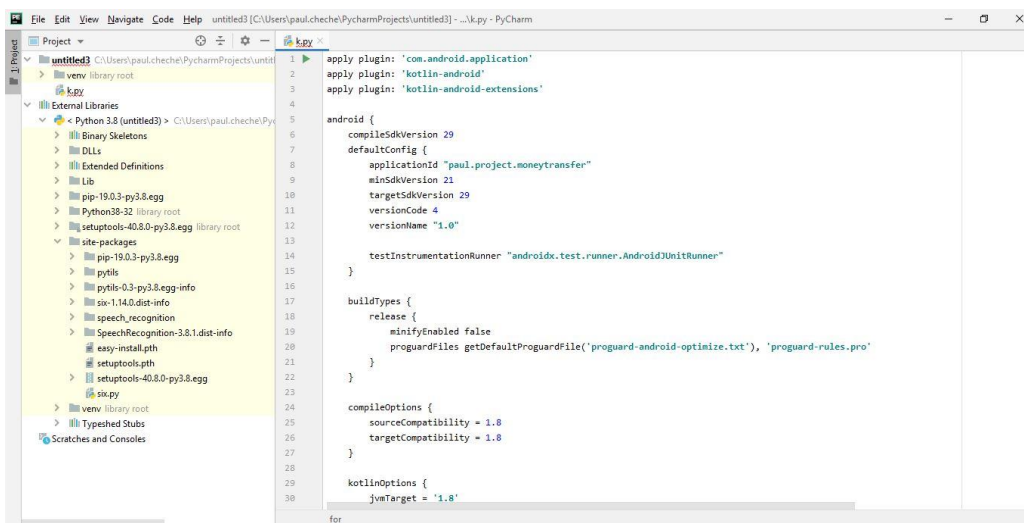 File Edit View Navigate Code Help untitled3 [C:\Users\paul.cheche\PycharmProjects\untitled3] - ...\k.py - PyCharm
Project
k.py
1: Project
untitled3 C:\Users\paul.cheche\PycharmProjects\untit
venv library root
k.py
External Libraries
< Python 3.8 (untitled3) > C:\Users\paul.cheche\Pyc
Binary Skeletons
DLLs
Extended Definitions
Lib
pip-19.0.3-py3.8.egg
Python38-32 library root
setuptools-40.8.0-py3.8.egg library root
site-packages
pip-19.0.3-py3.8.egg
pytils
pytils-0.3-py3.8.egg-info
six-1.14.0.dist-info
speech_recognition
SpeechRecognition-3.8.1.dist-info
easy-install.pth
setuptools.pth
setuptools-40.8.0-py3.8.egg
six.py
venv library root
Typeshed Stubs
Scratches and Consoles
1 apply plugin: 'com.android.application'
2 apply plugin: 'kotlin-android'
3 apply plugin: 'kotlin-android-extensions'
4
5 android {
6 compileSdkVersion 29
7 defaultConfig {
8 applicationId "paul.project.moneytransfer"
9 minSdkVersion 21
10 targetSdkVersion 29
11 versionCode 4
12 versionName "1.0"
13
14 testInstrumentationRunner "androidx.test.runner.AndroidJUnitRunner"
15 }
16
17 buildTypes {
18 release {
19 minifyEnabled false
20 proguardFiles getDefaultProguardFile('proguard-android-optimize.txt'), 'proguard-rules.pro'
21 }
22 }
23
24 compileOptions {
25 sourceCompatibility = 1.8
26 targetCompatibility = 1.8
27 }
28
29 kotlinOptions {
30 jvmTarget = '1.8'
for